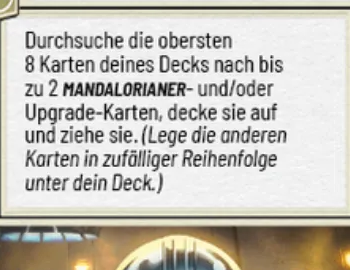 Durchsuche die obersten
8 Karten deines Decks nach bis
zu 2 MANDALORIANER- und/oder
Upgrade-Karten, decke sie auf
und ziehe sie. (Lege die anderen
Karten in zufälliger Reihenfolge
unter dein Deck.)